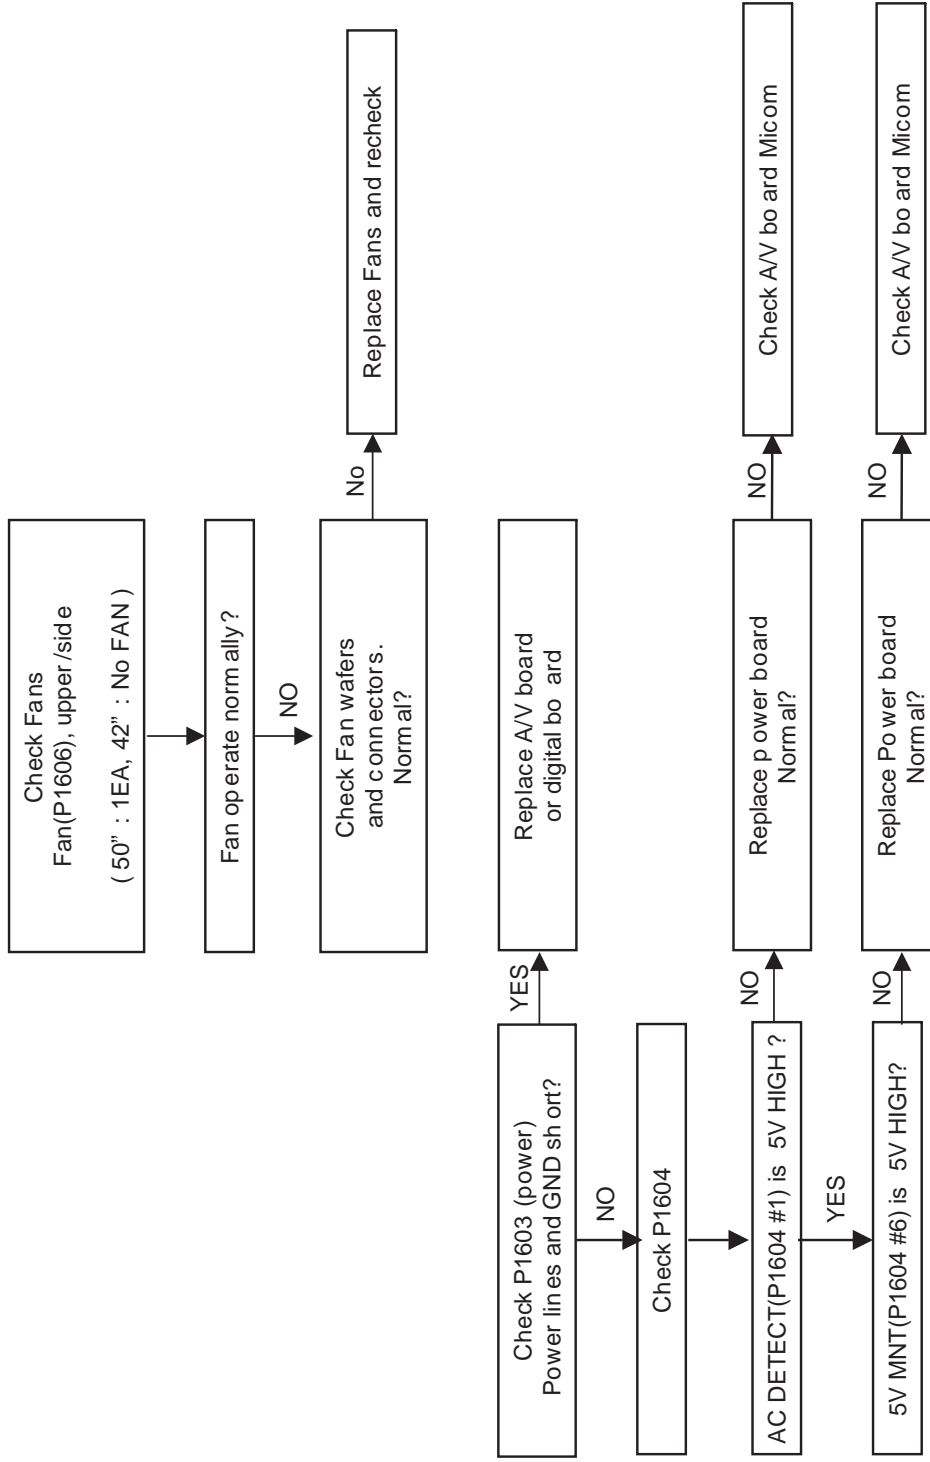 Check Fans
Fan(P1606), upper/side
( 50” : 1EA, 42” : No FAN )
Fan operate normally?
NO
Check Fan wafers
and connectors.
Normal?
No
Replace Fans and recheck
Check P1603 (power)
Power lines and GND short?
YES
Replace A/V board
or digital board
NO
Check P1604
AC DETECT(P1604 #1) is 5V HIGH ?
NO
Replace power board
Normal?
NO
Check A/V board Micom
YES
5V MNT(P1604 #6) is 5V HIGH?
NO
Replace Power board
Normal?
NO
Check A/V board Micom